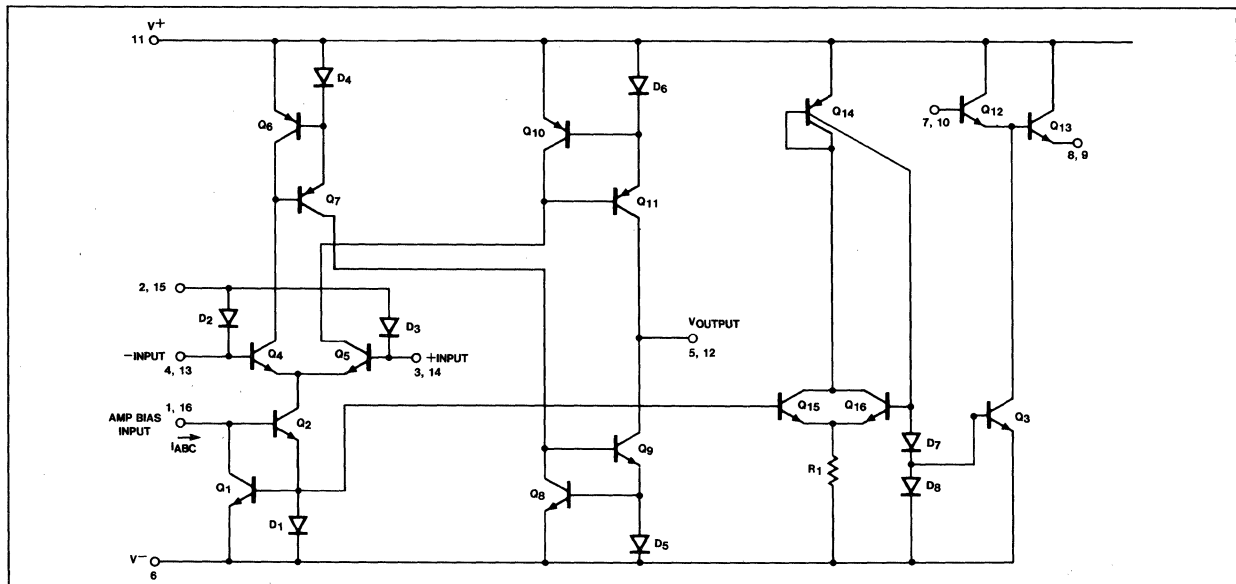 V+
11
D4
D6
Q6
Q10
Q14
Q12
7, 10
Q13
8, 9
Q7
Q11
2, 15
D2
D3
VOUTPUT
5, 12
–INPUT
4, 13
Q4
Q5
+INPUT
3, 14
AMP BIAS
INPUT
1, 16
IABC
Q2
Q15
Q16
Q3
D7
Q9
R1
D8
Q1
Q8
D1
D5
V–
6